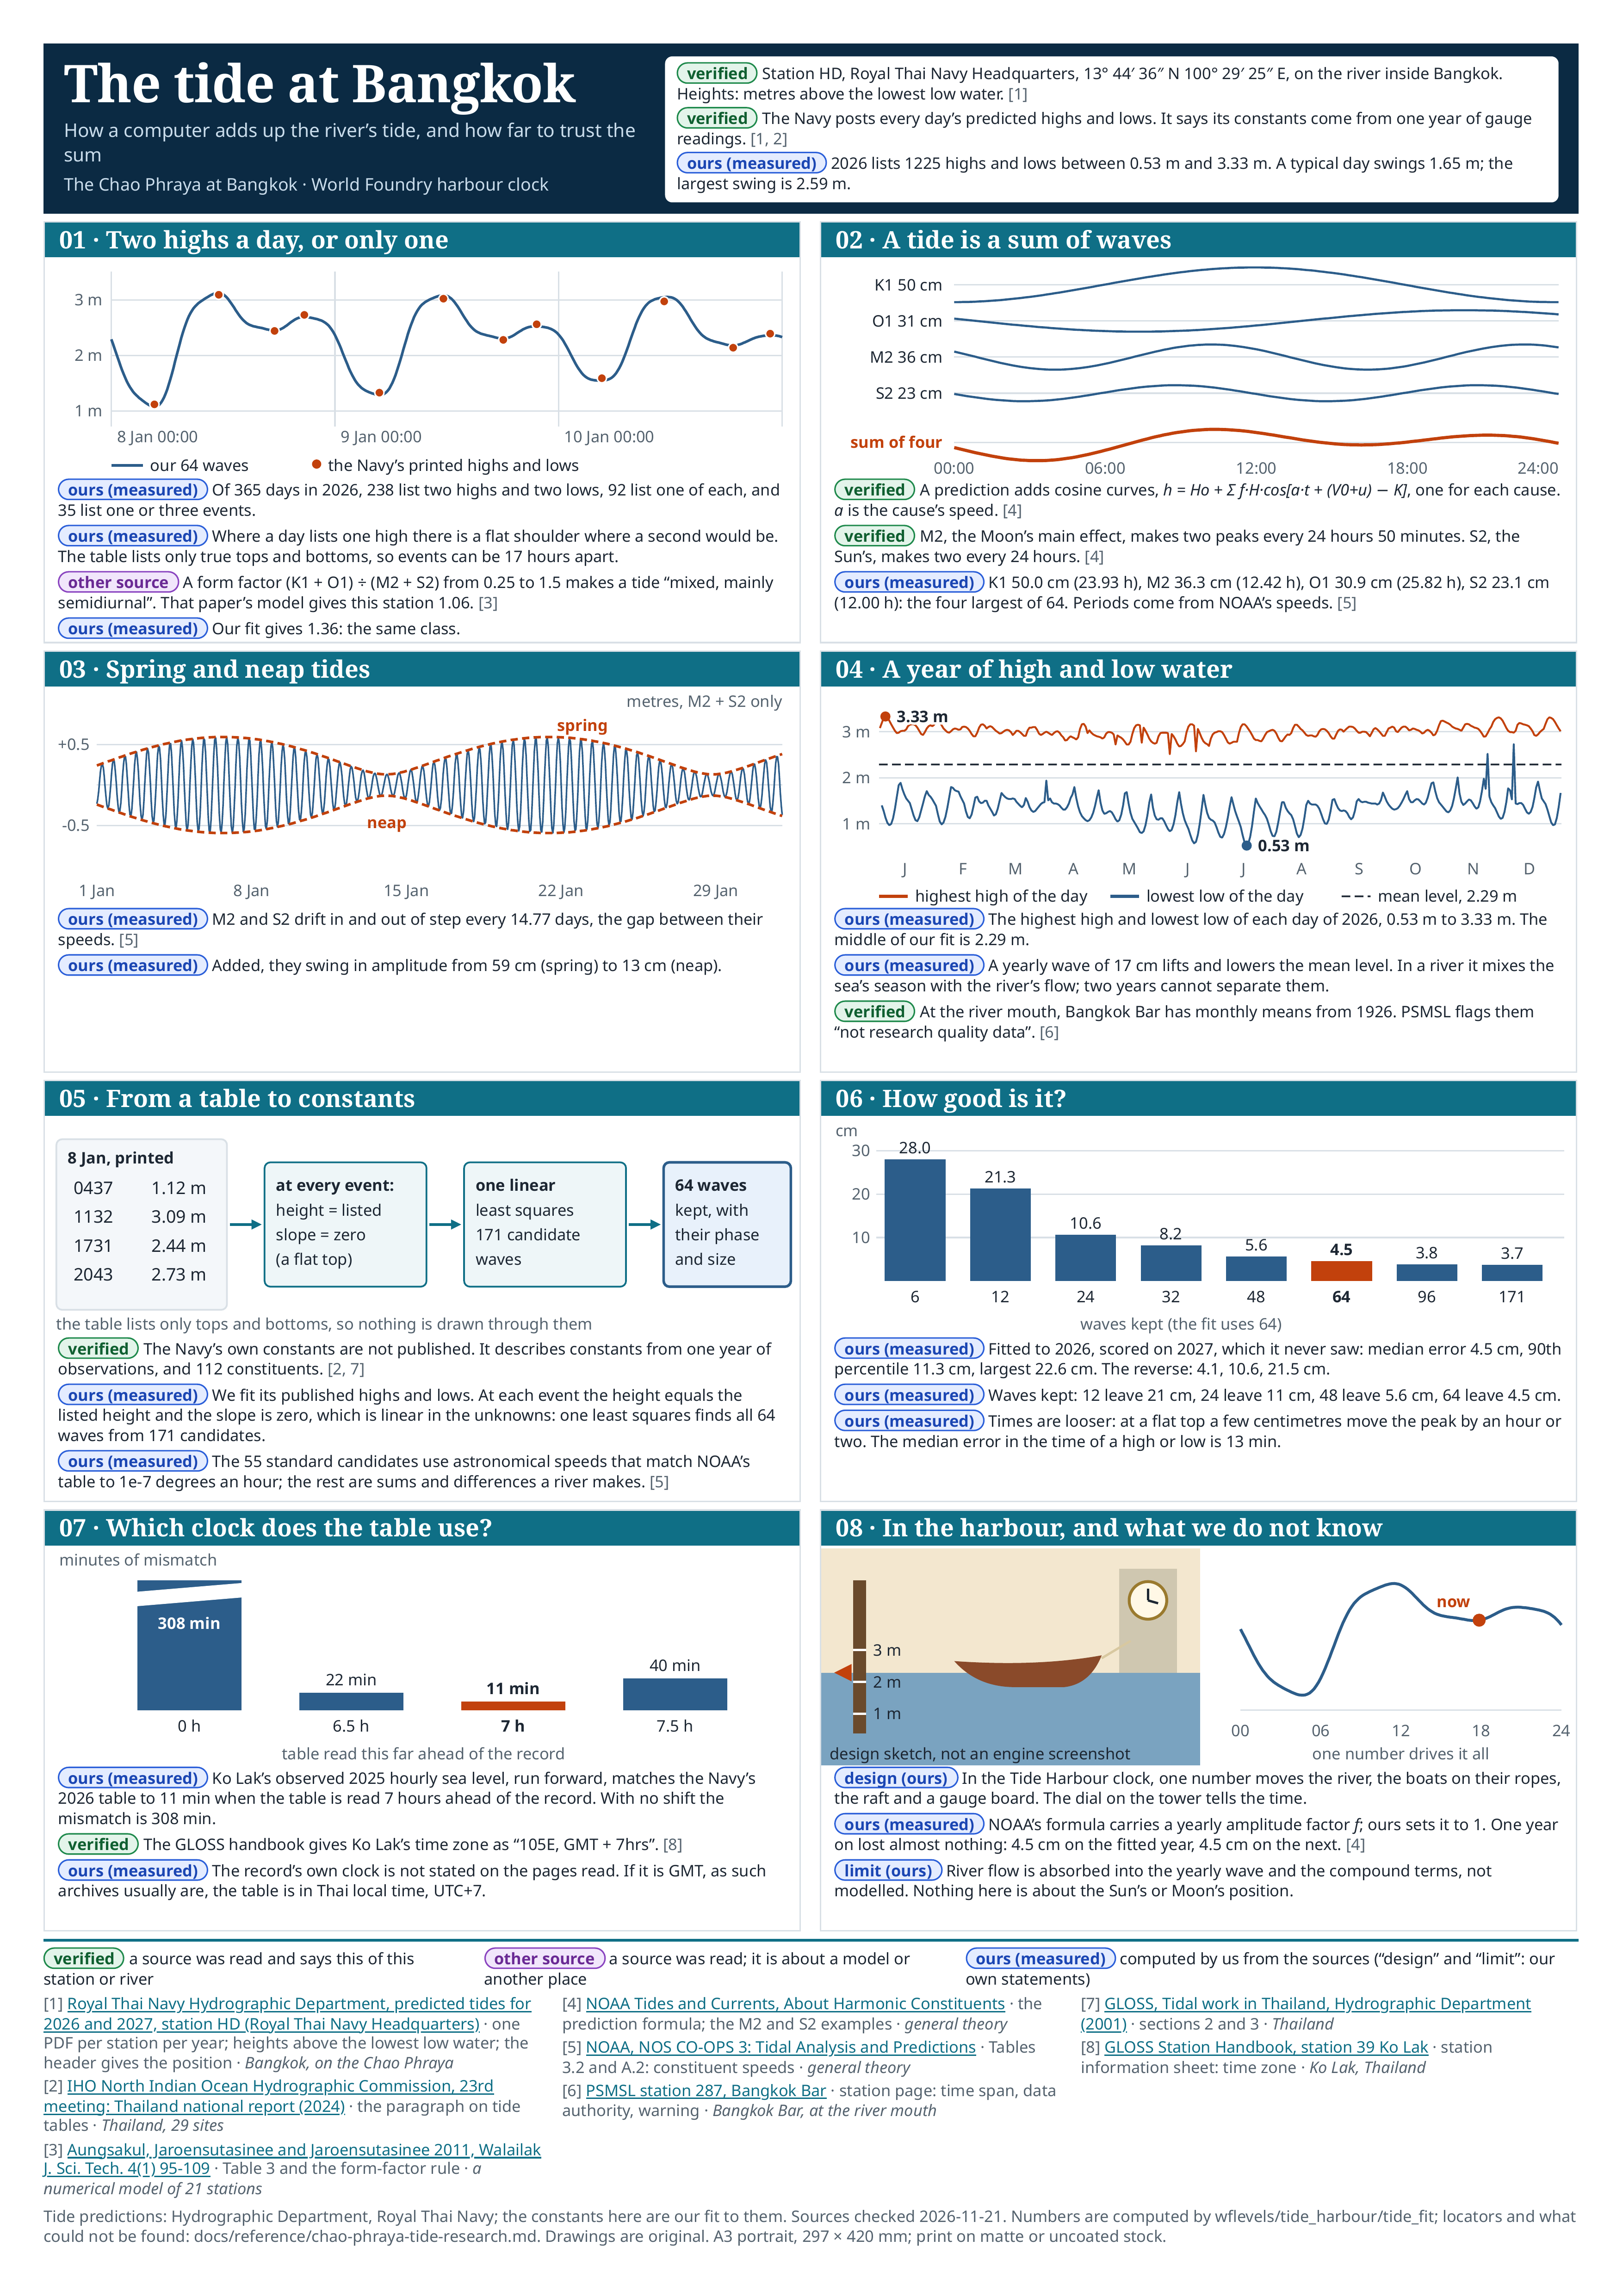 The tide at Bangkok
How a computer adds up the river’s tide, and how far to trust the
sum
The Chao Phraya at Bangkok · World Foundry harbour clock
verified Station HD, Royal Thai Navy Headquarters, 13° 44′ 36″ N 100° 29′ 25″ E, on the river inside Bangkok.
Heights: metres above the lowest low water. [1]
verified The Navy posts every day’s predicted highs and lows. It says its constants come from one year of gauge
readings. [1, 2]
ours (measured) 2026 lists 1225 highs and lows between 0.53 m and 3.33 m. A typical day swings 1.65 m; the
largest swing is 2.59 m.
01 · Two highs a day, or only one
3 m
2 m
1 m
8 Jan 00:00 9 Jan 00:00 10 Jan 00:00
our 64 waves the Navy’s printed highs and lows
ours (measured) Of 365 days in 2026, 238 list two highs and two lows, 92 list one of each, and
35 list one or three events.
ours (measured) Where a day lists one high there is a flat shoulder where a second would be.
The table lists only true tops and bottoms, so events can be 17 hours apart.
other source A form factor (K1 + O1) ÷ (M2 + S2) from 0.25 to 1.5 makes a tide “mixed, mainly
semidiurnal”. That paper’s model gives this station 1.06. [3]
ours (measured) Our fit gives 1.36: the same class.
02 · A tide is a sum of waves
K1 50 cm
O1 31 cm
M2 36 cm
S2 23 cm
sum of four
00:00 06:00 12:00 18:00 24:00
verified A prediction adds cosine curves, h = Ho + Σ f·H·cos[a·t + (V0+u) − K], one for each cause.
a is the cause’s speed. [4]
verified M2, the Moon’s main effect, makes two peaks every 24 hours 50 minutes. S2, the
Sun’s, makes two every 24 hours. [4]
ours (measured) K1 50.0 cm (23.93 h), M2 36.3 cm (12.42 h), O1 30.9 cm (25.82 h), S2 23.1 cm
(12.00 h): the four largest of 64. Periods come from NOAA’s speeds. [5]
03 · Spring and neap tides
metres, M2 + S2 only
spring
+0.5
-0.5
neap
1 Jan 8 Jan 15 Jan 22 Jan 29 Jan
ours (measured) M2 and S2 drift in and out of step every 14.77 days, the gap between their
speeds. [5]
ours (measured) Added, they swing in amplitude from 59 cm (spring) to 13 cm (neap).
04 · A year of high and low water
3.33 m
3 m
2 m
1 m
0.53 m
J F M A M J J A S O N D
highest high of the day lowest low of the day mean level, 2.29 m
ours (measured) The highest high and lowest low of each day of 2026, 0.53 m to 3.33 m. The
middle of our fit is 2.29 m.
ours (measured) A yearly wave of 17 cm lifts and lowers the mean level. In a river it mixes the
sea’s season with the river’s flow; two years cannot separate them.
verified At the river mouth, Bangkok Bar has monthly means from 1926. PSMSL flags them
“not research quality data”. [6]
05 · From a table to constants
8 Jan, printed
0437 1.12 m
1132 3.09 m
1731 2.44 m
2043 2.73 m
at every event:
height = listed
slope = zero
(a flat top)
one linear
least squares
171 candidate
waves
64 waves
kept, with
their phase
and size
the table lists only tops and bottoms, so nothing is drawn through them
verified The Navy’s own constants are not published. It describes constants from one year of
observations, and 112 constituents. [2, 7]
ours (measured) We fit its published highs and lows. At each event the height equals the
listed height and the slope is zero, which is linear in the unknowns: one least squares finds all 64
waves from 171 candidates.
ours (measured) The 55 standard candidates use astronomical speeds that match NOAA’s
table to 1e-7 degrees an hour; the rest are sums and differences a river makes. [5]
06 · How good is it?
cm
30
20
10
28.0 21.3 10.6 8.2 5.6 4.5 3.8 3.7
6 12 24 32 48 64 96 171
waves kept (the fit uses 64)
ours (measured) Fitted to 2026, scored on 2027, which it never saw: median error 4.5 cm, 90th
percentile 11.3 cm, largest 22.6 cm. The reverse: 4.1, 10.6, 21.5 cm.
ours (measured) Waves kept: 12 leave 21 cm, 24 leave 11 cm, 48 leave 5.6 cm, 64 leave 4.5 cm.
ours (measured) Times are looser: at a flat top a few centimetres move the peak by an hour or
two. The median error in the time of a high or low is 13 min.
07 · Which clock does the table use?
minutes of mismatch
308 min 22 min 11 min 40 min
0 h 6.5 h 7 h 7.5 h
table read this far ahead of the record
ours (measured) Ko Lak’s observed 2025 hourly sea level, run forward, matches the Navy’s
2026 table to 11 min when the table is read 7 hours ahead of the record. With no shift the
mismatch is 308 min.
verified The GLOSS handbook gives Ko Lak’s time zone as “105E, GMT + 7hrs”. [8]
ours (measured) The record’s own clock is not stated on the pages read. If it is GMT, as such
archives usually are, the table is in Thai local time, UTC+7.
08 · In the harbour, and what we do not know
3 m
2 m
1 m
design sketch, not an engine screenshot
now
00 06 12 18 24
one number drives it all
design (ours) In the Tide Harbour clock, one number moves the river, the boats on their ropes,
the raft and a gauge board. The dial on the tower tells the time.
ours (measured) NOAA’s formula carries a yearly amplitude factor f; ours sets it to 1. One year
on lost almost nothing: 4.5 cm on the fitted year, 4.5 cm on the next. [4]
limit (ours) River flow is absorbed into the yearly wave and the compound terms, not
modelled. Nothing here is about the Sun’s or Moon’s position.
verified a source was read and says this of this
station or river
other source a source was read; it is about a model or
another place
ours (measured) computed by us from the sources (“design” and “limit”: our
own statements)
[1] Royal Thai Navy Hydrographic Department, predicted tides for
2026 and 2027, station HD (Royal Thai Navy Headquarters) · one
PDF per station per year; heights above the lowest low water; the
header gives the position · Bangkok, on the Chao Phraya
[2] IHO North Indian Ocean Hydrographic Commission, 23rd
meeting: Thailand national report (2024) · the paragraph on tide
tables · Thailand, 29 sites
[3] Aungsakul, Jaroensutasinee and Jaroensutasinee 2011, Walailak
J. Sci. Tech. 4(1) 95-109 · Table 3 and the form-factor rule · a
numerical model of 21 stations
[4] NOAA Tides and Currents, About Harmonic Constituents · the
prediction formula; the M2 and S2 examples · general theory
[5] NOAA, NOS CO-OPS 3: Tidal Analysis and Predictions · Tables
3.2 and A.2: constituent speeds · general theory
[6] PSMSL station 287, Bangkok Bar · station page: time span, data
authority, warning · Bangkok Bar, at the river mouth
[7] GLOSS, Tidal work in Thailand, Hydrographic Department
(2001) · sections 2 and 3 · Thailand
[8] GLOSS Station Handbook, station 39 Ko Lak · station
information sheet: time zone · Ko Lak, Thailand
Tide predictions: Hydrographic Department, Royal Thai Navy; the constants here are our fit to them. Sources checked 2026-11-21. Numbers are computed by wflevels/tide_harbour/tide_fit; locators and what
could not be found: docs/reference/chao-phraya-tide-research.md. Drawings are original. A3 portrait, 297 × 420 mm; print on matte or uncoated stock.